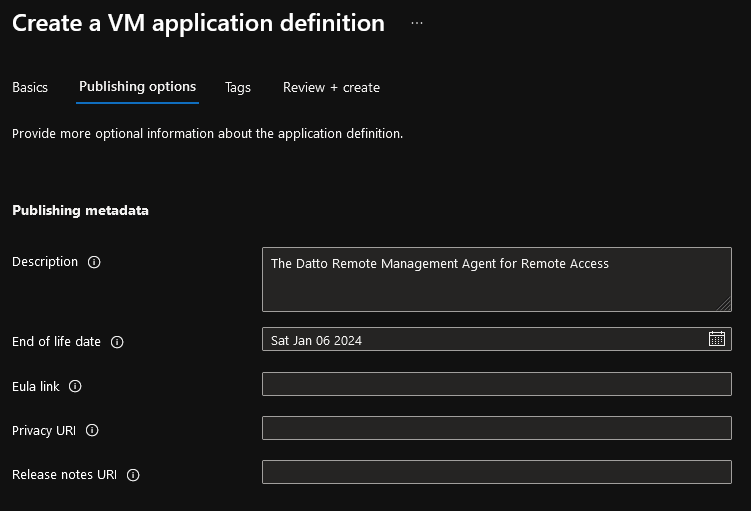 Create a VM application definition ...
Basics Publishing options Tags Review + create
Provide more optional information about the application definition.
Publishing metadata
Description
The Datto Remote Management Agent for Remote Access
End of life date
Sat Jan 06 2024
Eula link
Privacy URI
Release notes URI